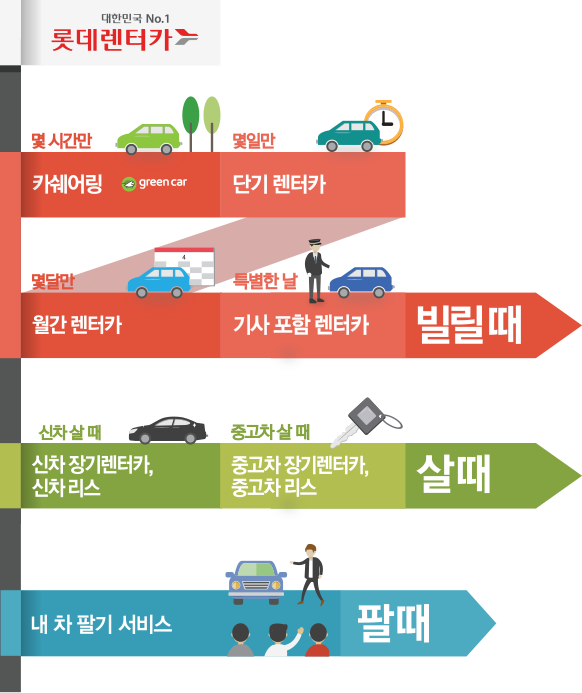 대한민국 No.1
롯데렌터카
몇 시간만
몇일만
카쉐어링 green car
단기 렌터카
4
몇달만
특별한 날
월간 렌터카
기사 포함 렌터카
빌릴 때
신차 살 때
중고차 살 때
신차 장기렌터카,
신차 리스
중고차 장기렌터카,
중고차 리스
살 때
내 차 팔기 서비스
팔 때